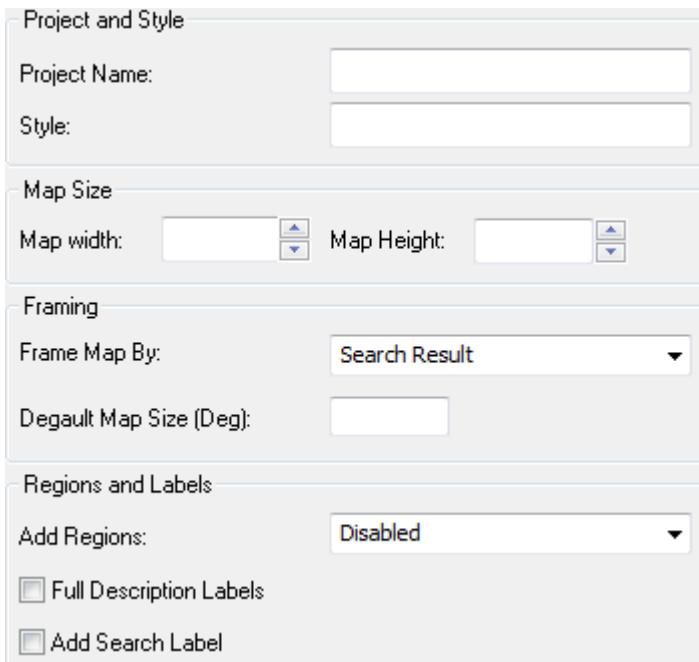 Project and Style
Project Name:
Style:
Map Size
Map width: Map Height:
Framing
Frame Map By: Search Result
Degault Map Size (Deg):
Regions and Labels
Add Regions: Disabled
Full Description Labels
Add Search Label